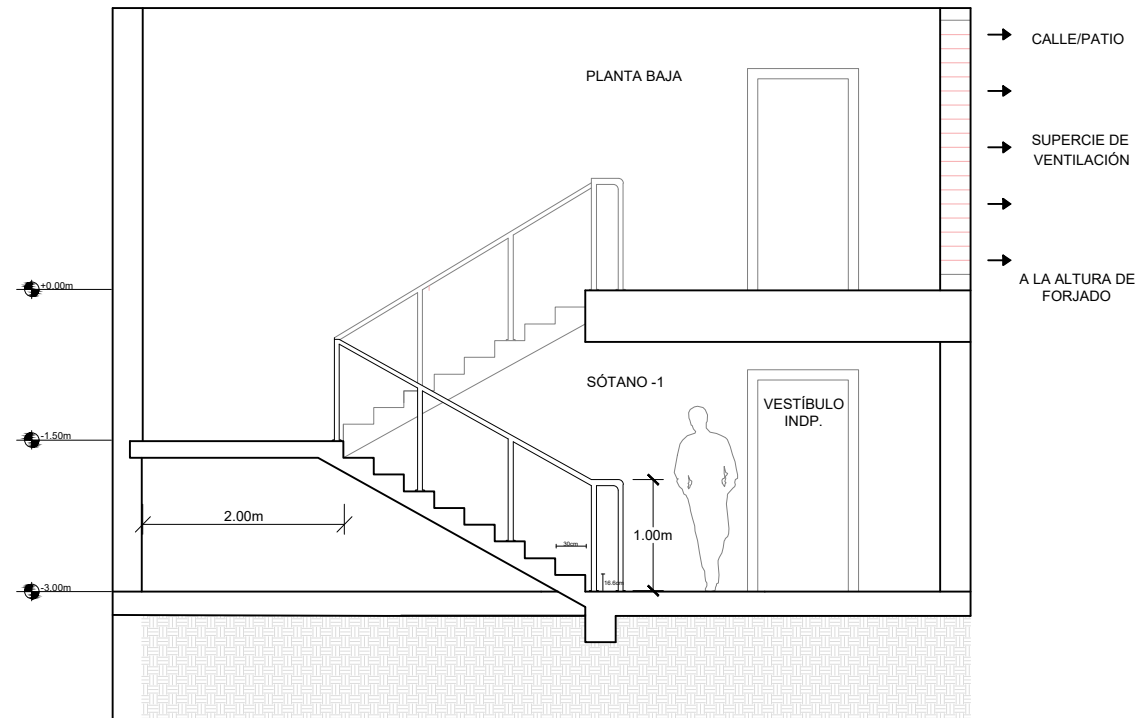 CALLE/PATIO
PLANTA BAJA
SUPERCIE DE
VENTILACIÓN
A LA ALTURA DE
FORJADO
+0.00m
SÓTANO -1
VESTÍBULO
INDP.
-1.50m
2.00m
1.00m
30cm
16.6cm
-3.00m